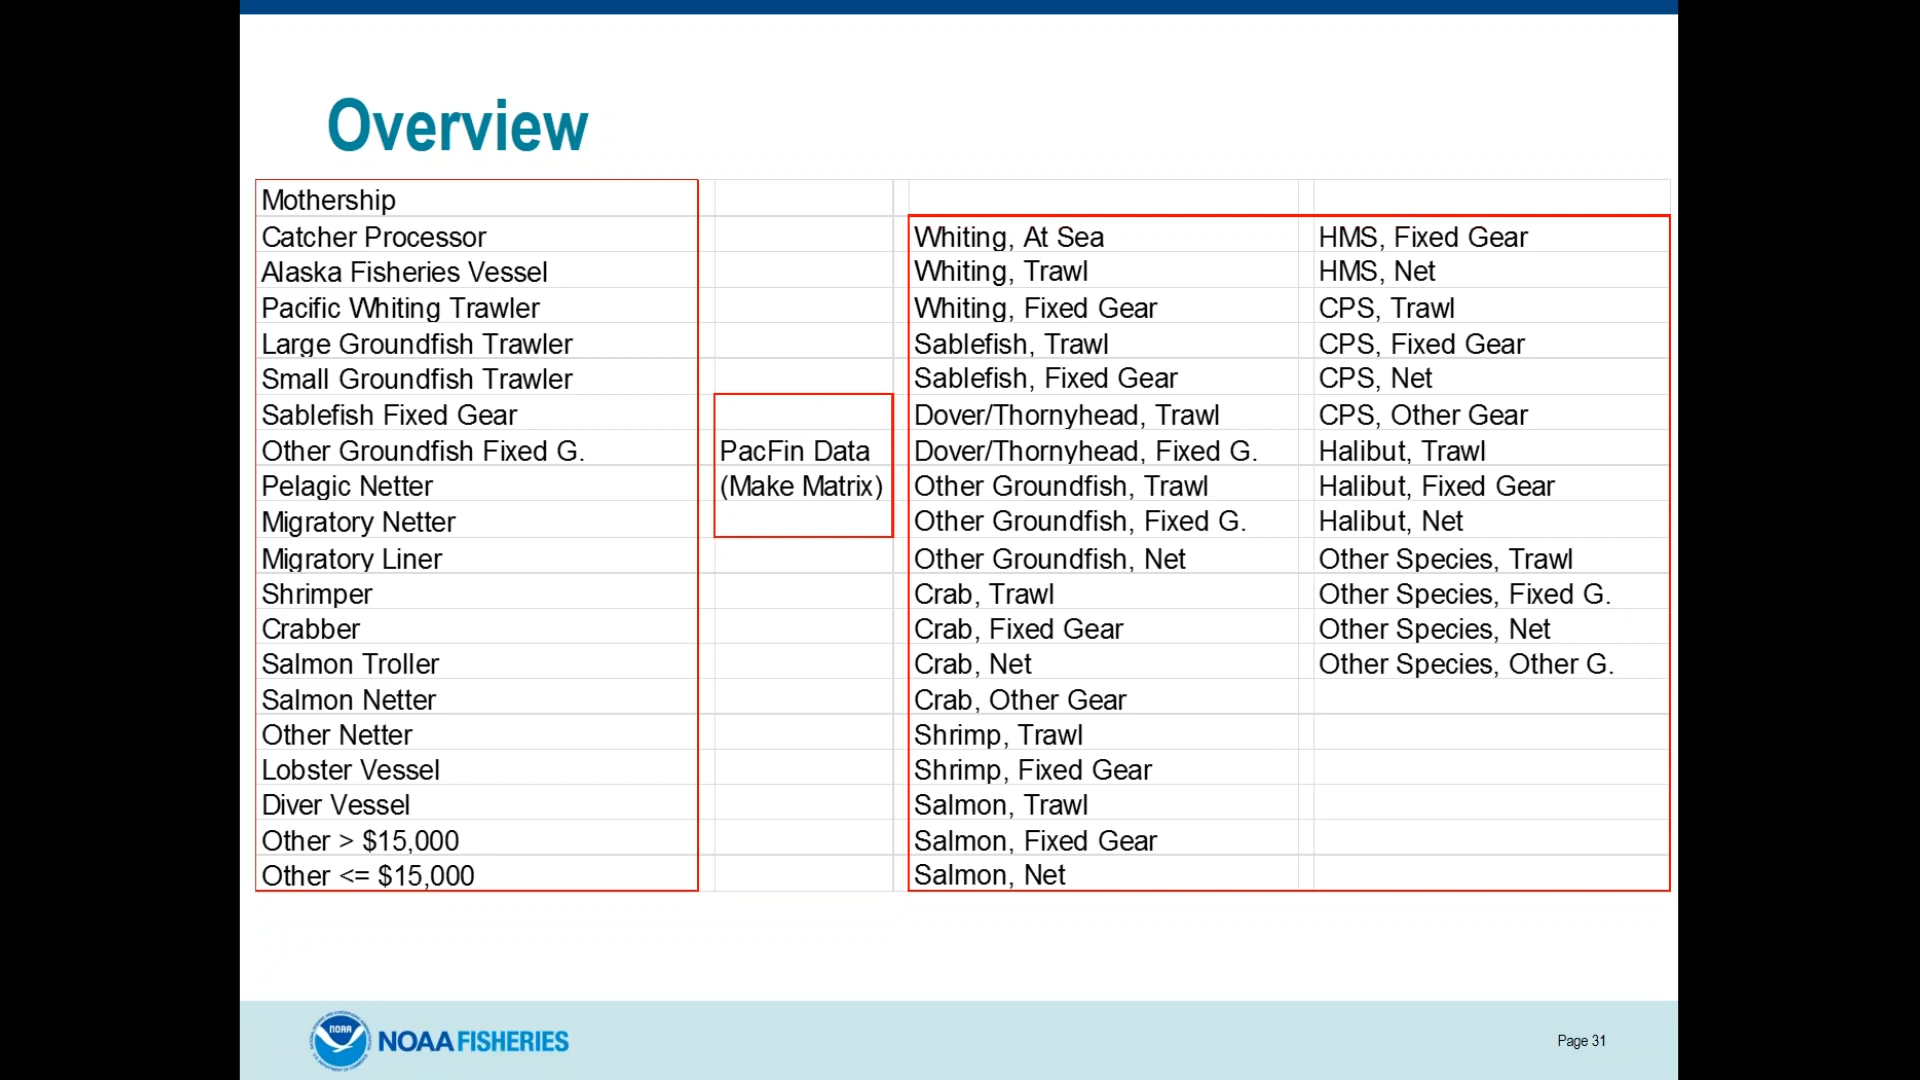 Overview
Mothership
Catcher Processor
Alaska Fisheries Vessel
Pacific Whiting Trawler
Large Groundfish Trawler
Small Groundfish Trawler
Sablefish Fixed Gear
Other Groundfish Fixed G.
Pelagic Netter
Migratory Netter
Migratory Liner
Shrimper
Crabber
Salmon Troller
Salmon Netter
Other Netter
Lobster Vessel
Diver Vessel
Other > $15,000
Other <= $15,000
PacFin Data
(Make Matrix)
Whiting, At Sea
Whiting, Trawl
Whiting, Fixed Gear
Sablefish, Trawl
Sablefish, Fixed Gear
Dover/Thornyhead, Trawl
Dover/Thornyhead, Fixed G.
Other Groundfish, Trawl
Other Groundfish, Fixed G.
Other Groundfish, Net
Crab, Trawl
Crab, Fixed Gear
Crab, Net
Crab, Other Gear
Shrimp, Trawl
Shrimp, Fixed Gear
Salmon, Trawl
Salmon, Fixed Gear
Salmon, Net
HMS, Fixed Gear
HMS, Net
CPS, Trawl
CPS, Fixed Gear
CPS, Net
CPS, Other Gear
Halibut, Trawl
Halibut, Fixed Gear
Halibut, Net
Other Species, Trawl
Other Species, Fixed G.
Other Species, Net
Other Species, Other G.
NOAA
NOAA FISHERIES
Page 31